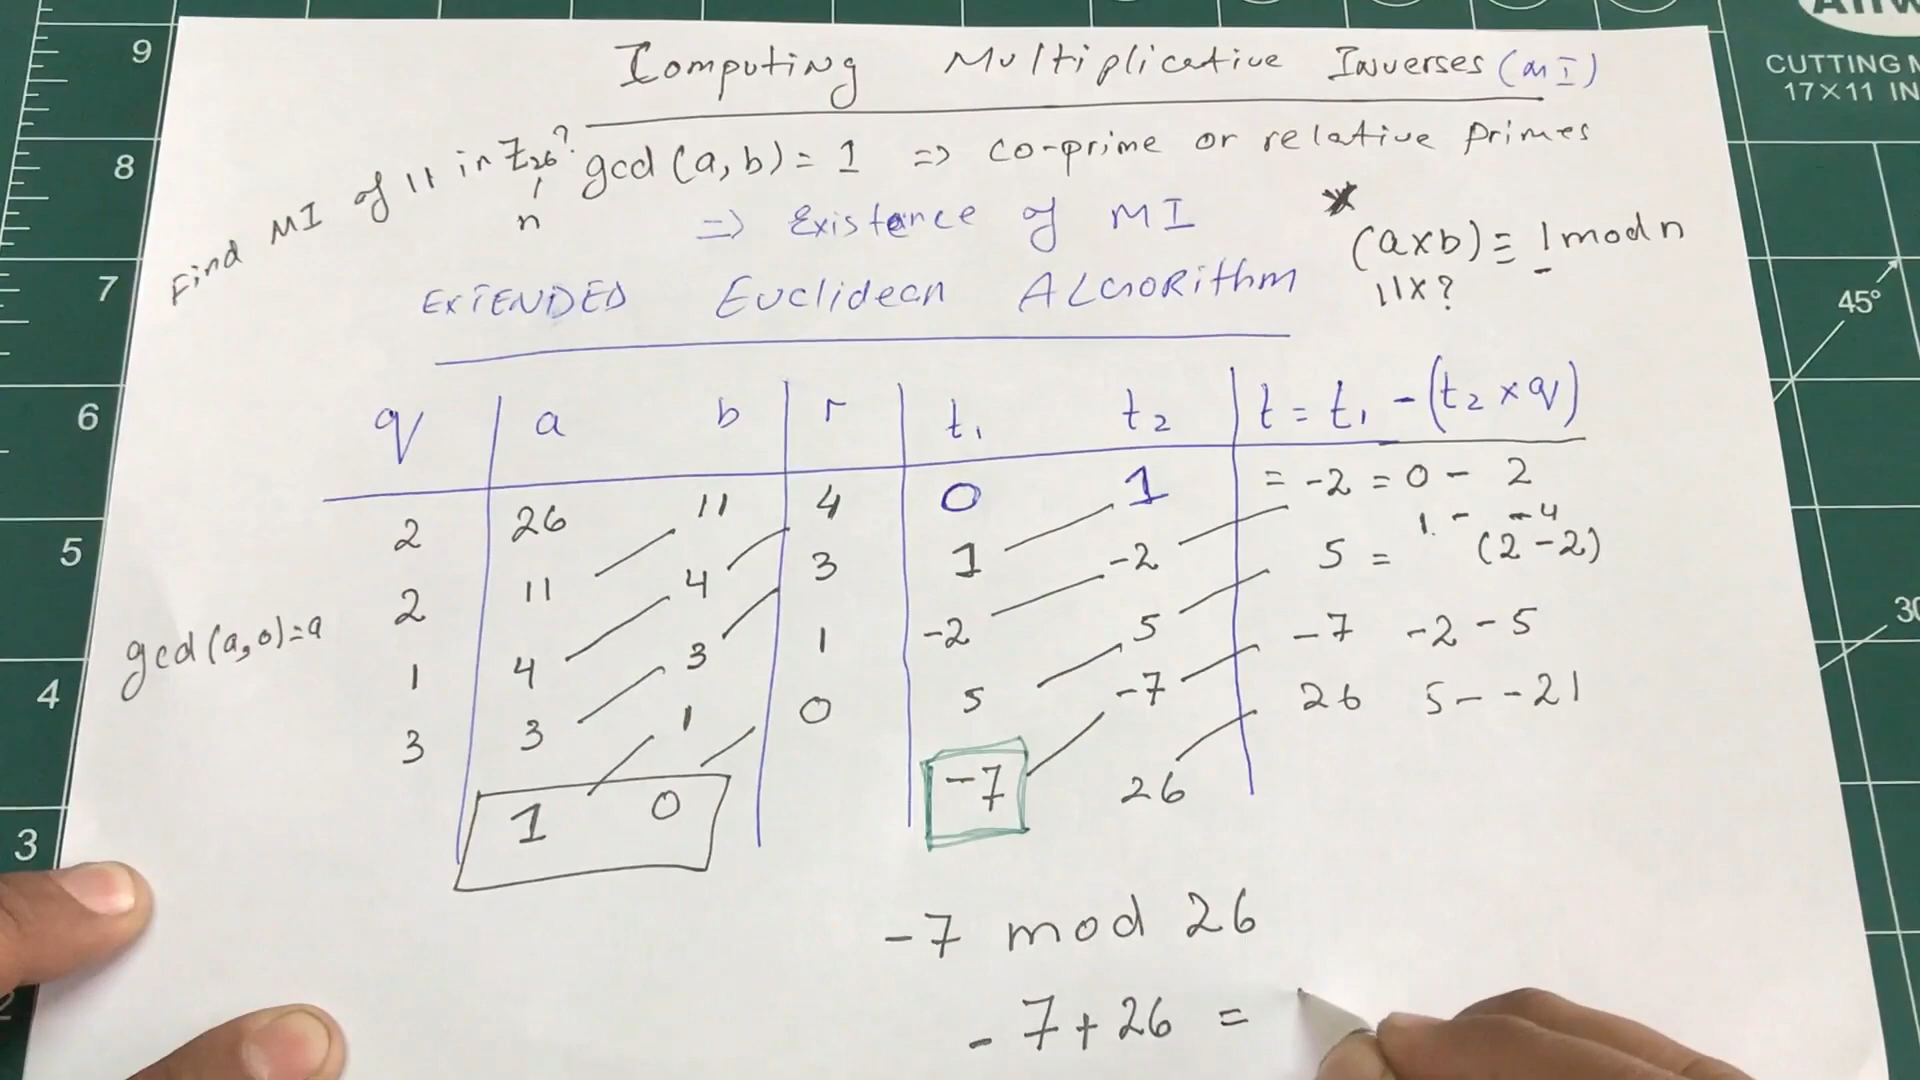 Computing Multiplicative Inverses (MI)
Find MI of 11 in Z26?
n
gcd (a, b) = 1 => co-prime or relative primes
=> Existance of MI
*
(a x b) ≡ 1 mod n
11 x ?
EXTENDED Euclidean ALGORithm
q a b r t1 t2 t = t1 - (t2 x q)
2 26 11 4 0 1 = -2 = 0 - 2
2 11 4 3 1 -2 5 = 1 - -4
(2 - 2)
1 4 3 1 -2 5 -7 -2 - 5
3 3 1 0 5 -7 26 5 - -21
1 0 -7 26
gcd (a, 0) = a
-7 mod 26
- 7 + 26 =
9
8
7
6
5
4
3
CUTTING M
17X11 IN
45°
30